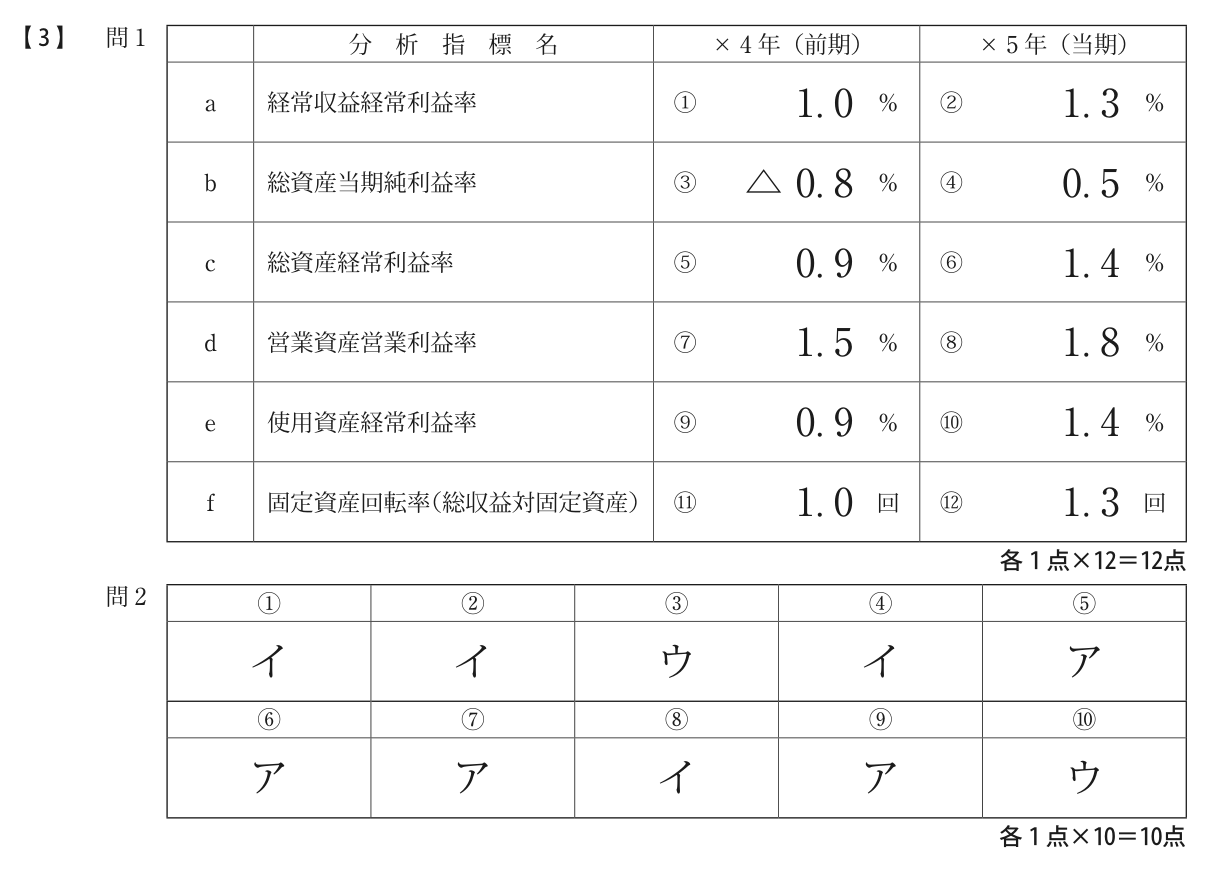 【3】 問1
分析指標名 ×4年（前期） ×5年（当期）
a 経常収益経常利益率 ① 1.0 % ② 1.3 %
b 総資産当期純利益率 ③ △ 0.8 % ④ 0.5 %
c 総資産経常利益率 ⑤ 0.9 % ⑥ 1.4 %
d 営業資産営業利益率 ⑦ 1.5 % ⑧ 1.8 %
e 使用資産経常利益率 ⑨ 0.9 % ⑩ 1.4 %
f 固定資産回転率(総収益対固定資産) ⑪ 1.0 回 ⑫ 1.3 回
各1点×12＝12点
問2
① ② ③ ④ ⑤
イ イ ウ イ ア
⑥ ⑦ ⑧ ⑨ ⑩
ア ア イ ア ウ
各1点×10＝10点